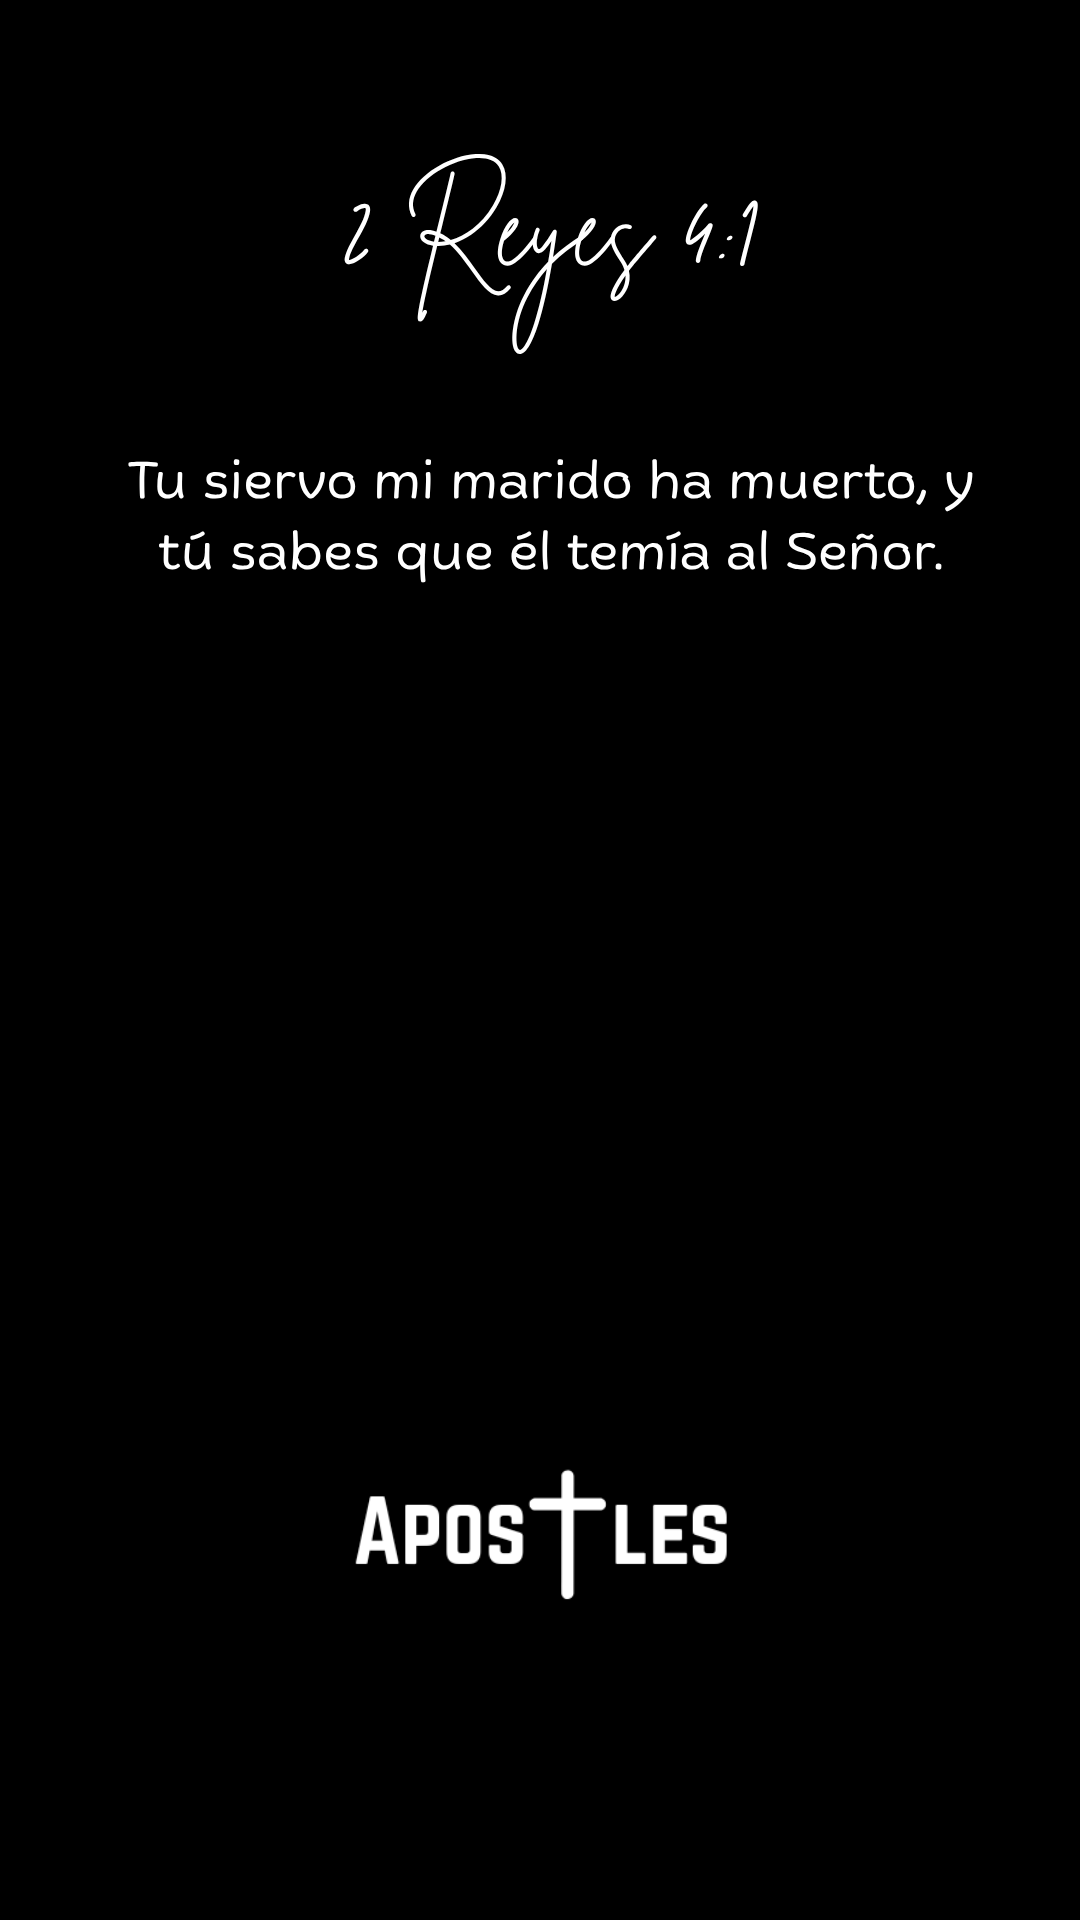 2 Reyes 4:1
Tu siervo mi marido ha muerto, y
tú sabes que él temía al Señor.
APOSTLES